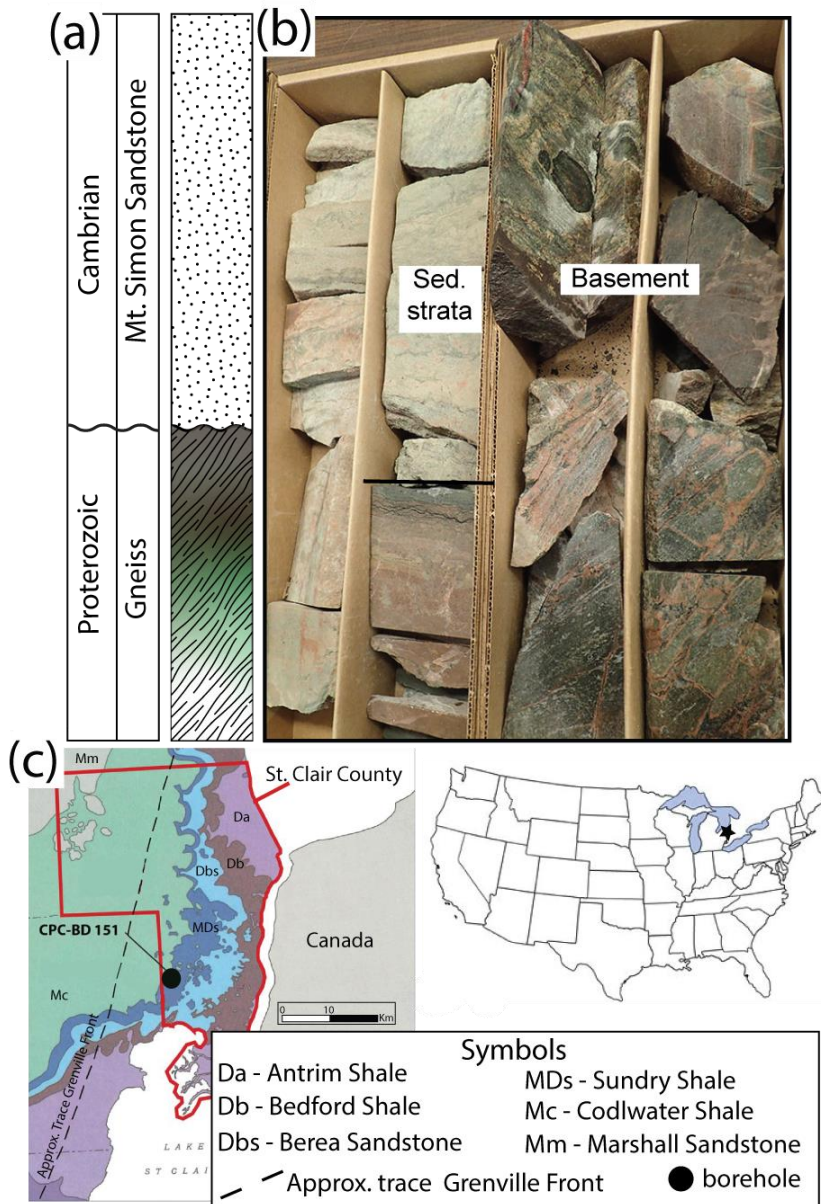 (a)
Cambrian
Mt. Simon Sandstone
Proterozoic
Gneiss
(b)
Sed.
strata
Basement
(c)
Mm
St. Clair County
Da
Db
Dbs
MDs
CPC-BD 151
Canada
Mc
0 10
Km
Approx. Trace Grenville Front
LAKE
ST CLAI
Symbols
Da - Antrim Shale
Db - Bedford Shale
Dbs - Berea Sandstone
Approx. trace Grenville Front
MDs - Sundry Shale
Mc - Codlwater Shale
Mm - Marshall Sandstone
borehole